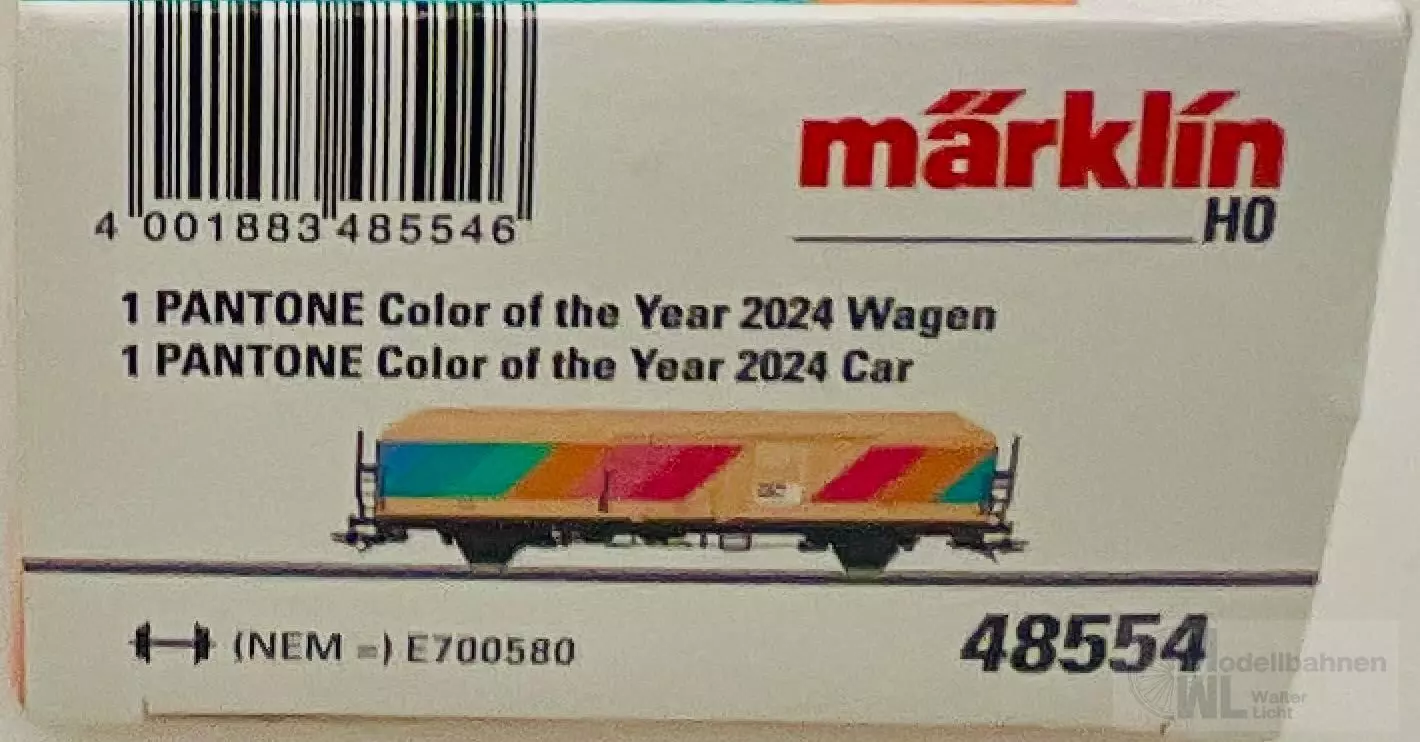 4 001883 485546
märklín
H0
1 PANTONE Color of the Year 2024 Wagen
1 PANTONE Color of the Year 2024 Car
(NEM =) E700580
48554
Modellbahnen
WL Walter
Licht